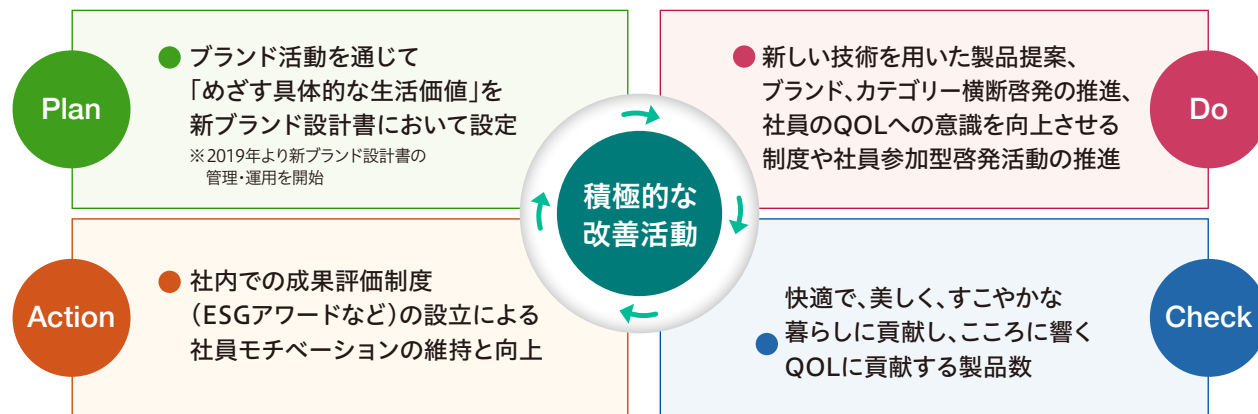 Plan
● ブランド活動を通じて
「めざす具体的な生活価値」を
新ブランド設計書において設定
※2019年より新ブランド設計書の
管理・運用を開始
● 新しい技術を用いた製品提案、
ブランド、カテゴリー横断啓発の推進、
社員のQOLへの意識を向上させる
制度や社員参加型啓発活動の推進
Do
積極的な
改善活動
Action
● 社内での成果評価制度
（ESGアワードなど）の設立による
社員モチベーションの維持と向上
快適で、美しく、すこやかな
● 暮らしに貢献し、こころに響く
QOLに貢献する製品数
Check